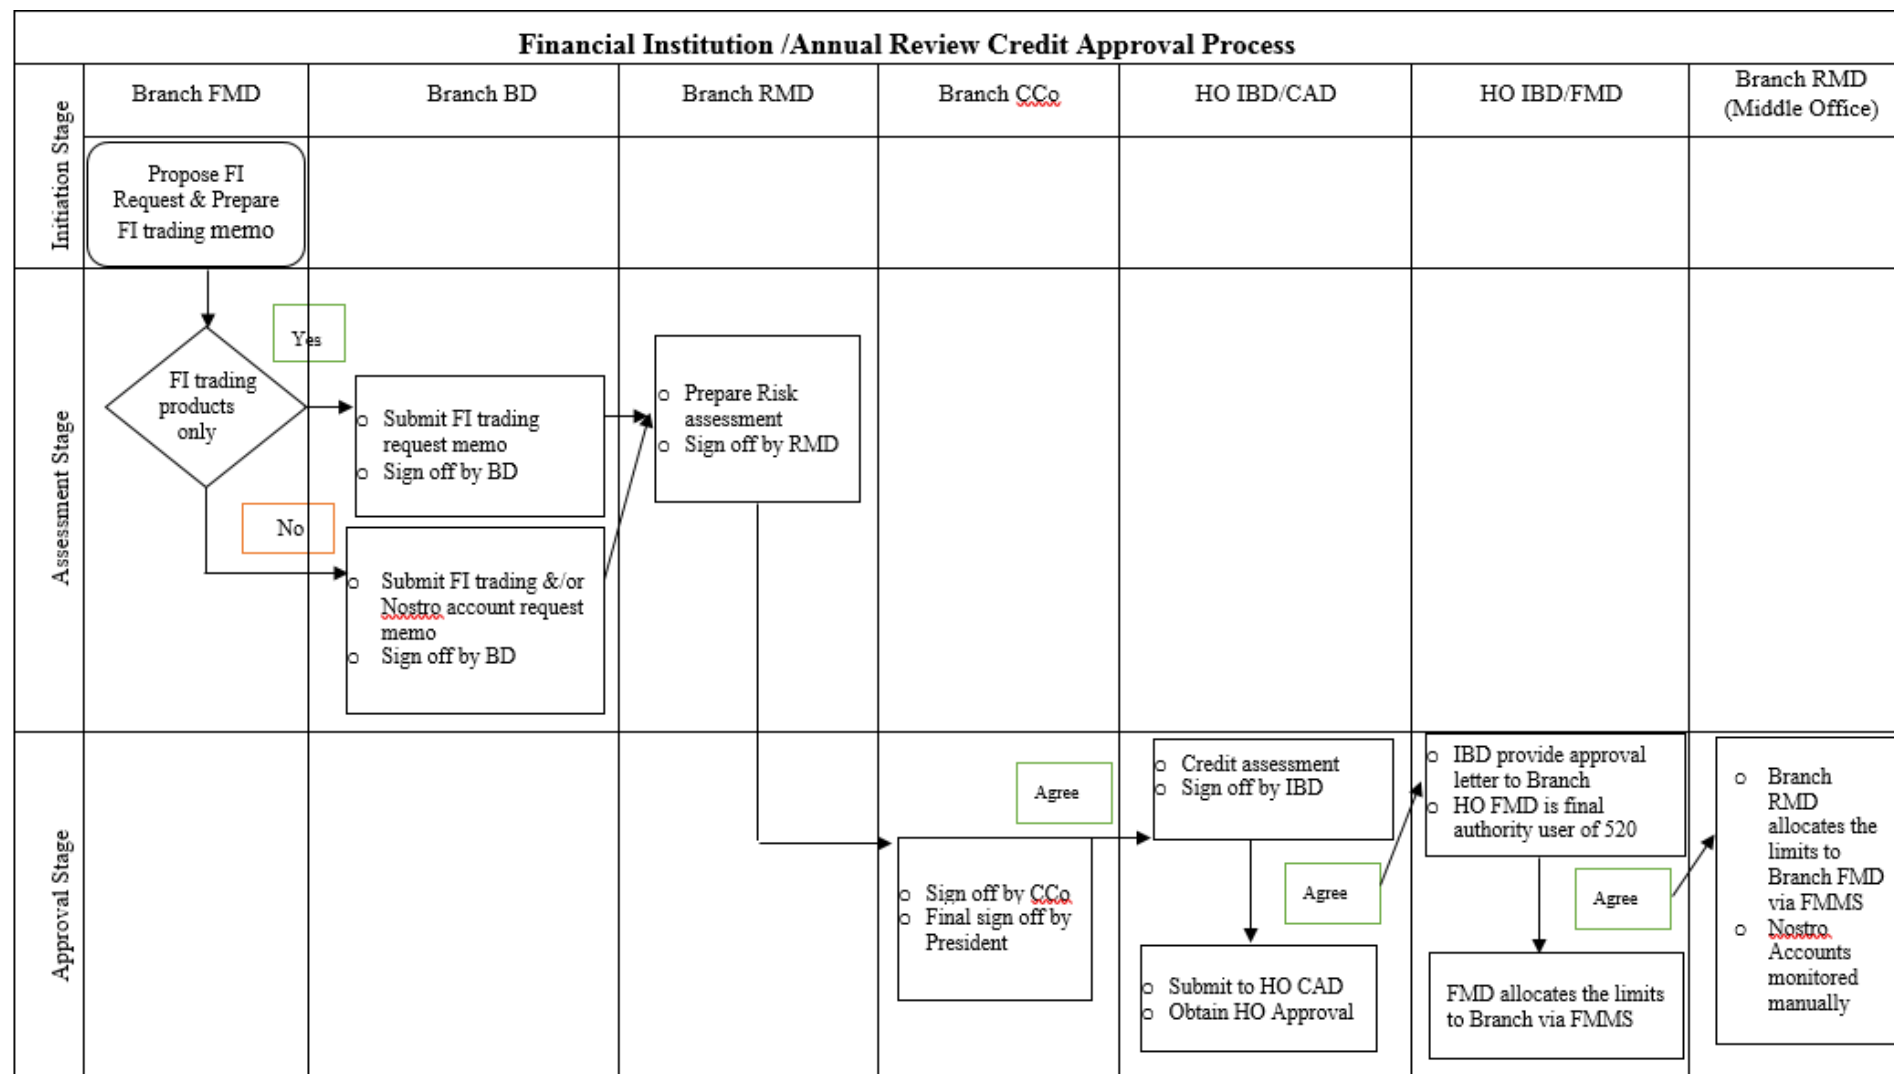 Financial Institution /Annual Review Credit Approval Process
Branch FMD
Branch BD
Branch RMD
Branch CCo
HO IBD/CAD
HO IBD/FMD
Branch RMD
(Middle Office)
Initiation Stage
Propose FI
Request & Prepare
FI trading memo
Assessment Stage
FI trading
products
only
Yes
No
o Submit FI trading
request memo
o Sign off by BD
o Submit FI trading &/or
Nostro account request
memo
o Sign off by BD
o Prepare Risk
assessment
o Sign off by RMD
Approval Stage
o Sign off by CCo
o Final sign off by
President
Agree
o Credit assessment
o Sign off by IBD
Agree
o Submit to HO CAD
o Obtain HO Approval
o IBD provide approval
letter to Branch
o HO FMD is final
authority user of 520
Agree
FMD allocates the limits
to Branch via FMMS
o Branch
RMD
allocates the
limits to
Branch FMD
via FMMS
o Nostro
Accounts
monitored
manually